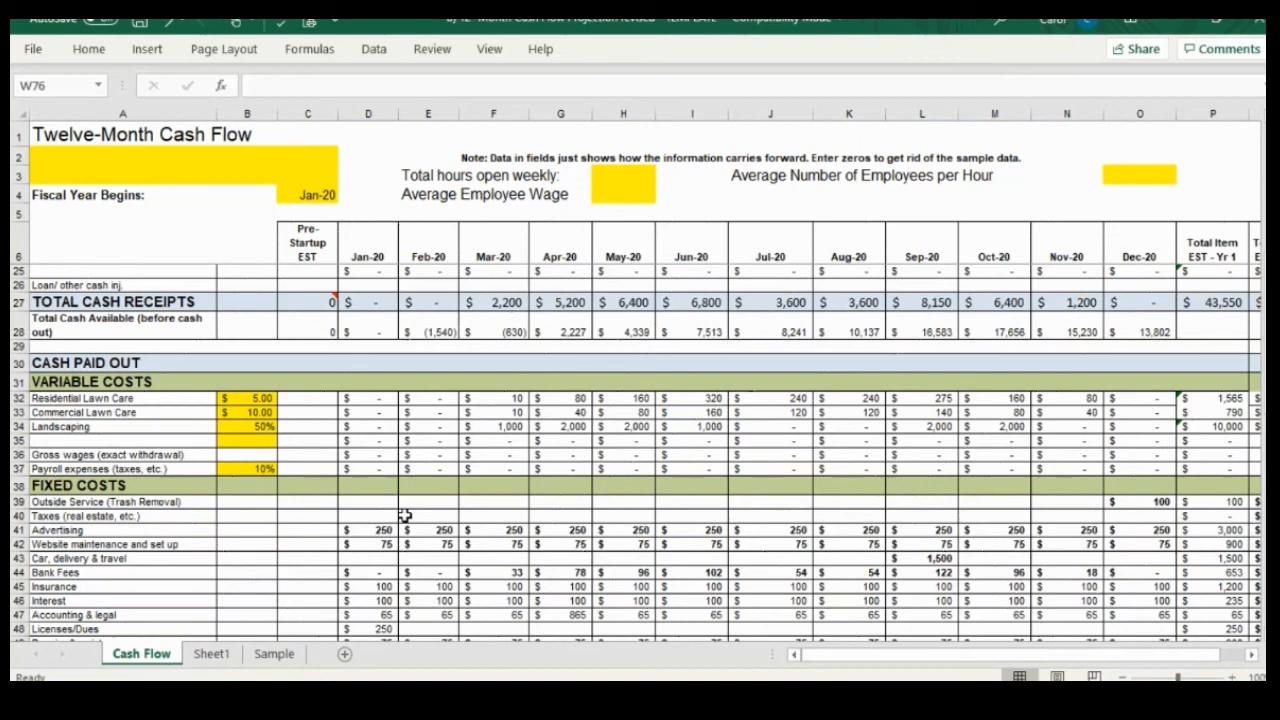 File Home Insert Page Layout Formulas Data Review View Help Share Comments
W76 fx
A B C D E F G H I J K L M N O P
1 Twelve-Month Cash Flow
2 Note: Data in fields just shows how the information carries forward. Enter zeros to get rid of the sample data.
3 Total hours open weekly: Average Number of Employees per Hour
4 Fiscal Year Begins: Jan-20 Average Employee Wage
5
Pre-
Startup Total Item
6 EST Jan-20 Feb-20 Mar-20 Apr-20 May-20 Jun-20 Jul-20 Aug-20 Sep-20 Oct-20 Nov-20 Dec-20 EST - Yr 1
25 $ - $ - $ - $ - $ - $ - $ - $ - $ - $ - $ - $ - $ -
26 Loan/ other cash inj.
27 TOTAL CASH RECEIPTS 0 $ - $ - $ 2,200 $ 5,200 $ 6,400 $ 6,800 $ 3,600 $ 3,600 $ 8,150 $ 6,400 $ 1,200 $ - $ 43,550 $
Total Cash Available (before cash
28 out) 0 $ - $ (1,540) $ (630) $ 2,227 $ 4,339 $ 7,513 $ 8,241 $ 10,137 $ 16,583 $ 17,656 $ 15,230 $ 13,802
29
30 CASH PAID OUT
31 VARIABLE COSTS
32 Residential Lawn Care $ 5.00 $ - $ - $ 10 $ 80 $ 160 $ 320 $ 240 $ 240 $ 275 $ 160 $ 80 $ - $ 1,565
33 Commercial Lawn Care $ 10.00 $ - $ - $ 10 $ 40 $ 80 $ 160 $ 120 $ 120 $ 140 $ 80 $ 40 $ - $ 790
34 Landscaping 50% $ - $ - $ 1,000 $ 2,000 $ 2,000 $ 1,000 $ - $ - $ 2,000 $ 2,000 $ - $ - $ 10,000
35 $ - $ - $ - $ - $ - $ - $ - $ - $ - $ - $ - $ - $ -
36 Gross wages (exact withdrawal) $ - $ - $ - $ - $ - $ - $ - $ - $ - $ - $ - $ - $ -
37 Payroll expenses (taxes, etc.) 10% $ - $ - $ - $ - $ - $ - $ - $ - $ - $ - $ - $ - $ -
38 FIXED COSTS
39 Outside Service (Trash Removal) $ 100 $ 100 $
40 Taxes (real estate, etc.) $ - $
41 Advertising $ 250 $ 250 $ 250 $ 250 $ 250 $ 250 $ 250 $ 250 $ 250 $ 250 $ 250 $ 250 $ 3,000 $
42 Website maintenance and set up $ 75 $ 75 $ 75 $ 75 $ 75 $ 75 $ 75 $ 75 $ 75 $ 75 $ 75 $ 75 $ 900 $
43 Car, delivery & travel $ 1,500 $ 1,500 $
44 Bank Fees $ - $ - $ 33 $ 78 $ 96 $ 102 $ 54 $ 54 $ 122 $ 96 $ 18 $ - $ 653 $
45 Insurance $ 100 $ 100 $ 100 $ 100 $ 100 $ 100 $ 100 $ 100 $ 100 $ 100 $ 100 $ 100 $ 1,200 $
46 Interest $ 100 $ 100 $ 100 $ 100 $ 100 $ 100 $ 100 $ 100 $ 100 $ 100 $ 100 $ 100 $ 235 $
47 Accounting & legal $ 65 $ 65 $ 65 $ 865 $ 65 $ 65 $ 65 $ 65 $ 65 $ 65 $ 65 $ 65 $ 65 $
48 Licenses/Dues $ 250 $ 250 $
Cash Flow Sheet1 Sample
Ready